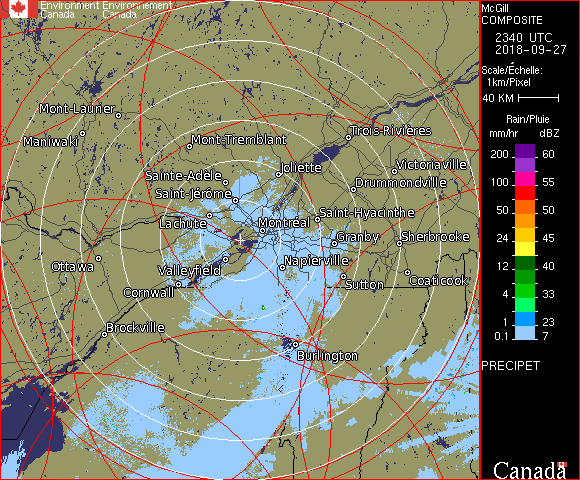 Environment Environnement
Canada Canada
McGill
COMPOSITE
2340 UTC
2018-09-27
Scale/Échelle:
1km/Pixel
40 KM
Rain/Pluie
mm/hr dBZ
200 60
100 55
50 50
24 45
12 40
4 33
0.1 23
7
PRECIPET
Mont-Laurier
Maniwaki
Mont-Tremblant
Trois-Rivières
Sainte-Adèle
Joliette
Victoriaville
Saint-Jérôme
Drummondville
Lachute
Montréal
Saint-Hyacinthe
Granby
Sherbrooke
Ottawa
Valleyfield
Napierville
Cornwall
Sutton
Coaticook
Brockville
Burlington
Canada